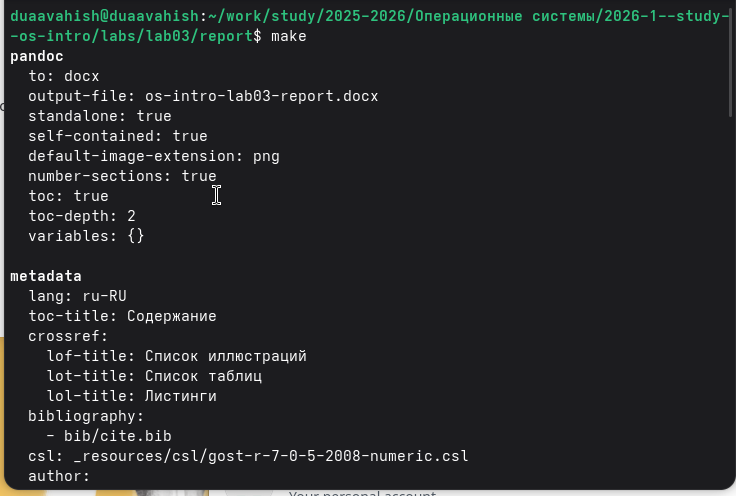 duaavahish@duaavahish:~/work/study/2025-2026/Операционные системы/2026-1--study-
-os-intro/labs/lab03/report$ make
pandoc
  to: docx
  output-file: os-intro-lab03-report.docx
  standalone: true
  self-contained: true
  default-image-extension: png
  number-sections: true
  toc: true
  toc-depth: 2
  variables: {}

metadata
  lang: ru-RU
  toc-title: Содержание
  crossref:
    lof-title: Список иллюстраций
    lot-title: Список таблиц
    lol-title: Листинги
  bibliography:
    - bib/cite.bib
  csl: _resources/csl/gost-r-7-0-5-2008-numeric.csl
  author:
Your personal account